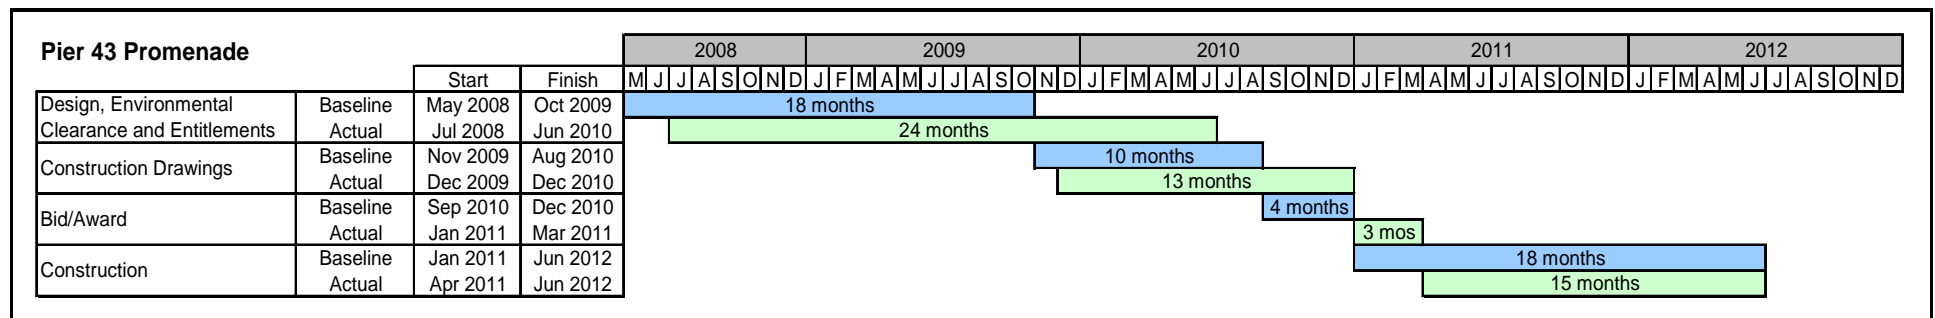 Pier 43 Promenade
2008 2009 2010 2011 2012
Start Finish M J J A S O N D J F M A M J J A S O N D J F M A M J J A S O N D J F M A M J J A S O N D J F M A M J J A S O N D
Design, Environmental Baseline May 2008 Oct 2009 18 months
Clearance and Entitlements Actual Jul 2008 Jun 2010 24 months
Construction Drawings
Baseline Nov 2009 Aug 2010 10 months
Actual Dec 2009 Dec 2010 13 months
Bid/Award
Baseline Sep 2010 Dec 2010 4 months
Actual Jan 2011 Mar 2011 3 mos
Construction
Baseline Jan 2011 Jun 2012 18 months
Actual Apr 2011 Jun 2012 15 months